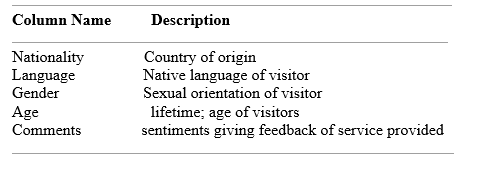 Column Name Description
Nationality Country of origin
Language Native language of visitor
Gender Sexual orientation of visitor
Age lifetime; age of visitors
Comments sentiments giving feedback of service provided